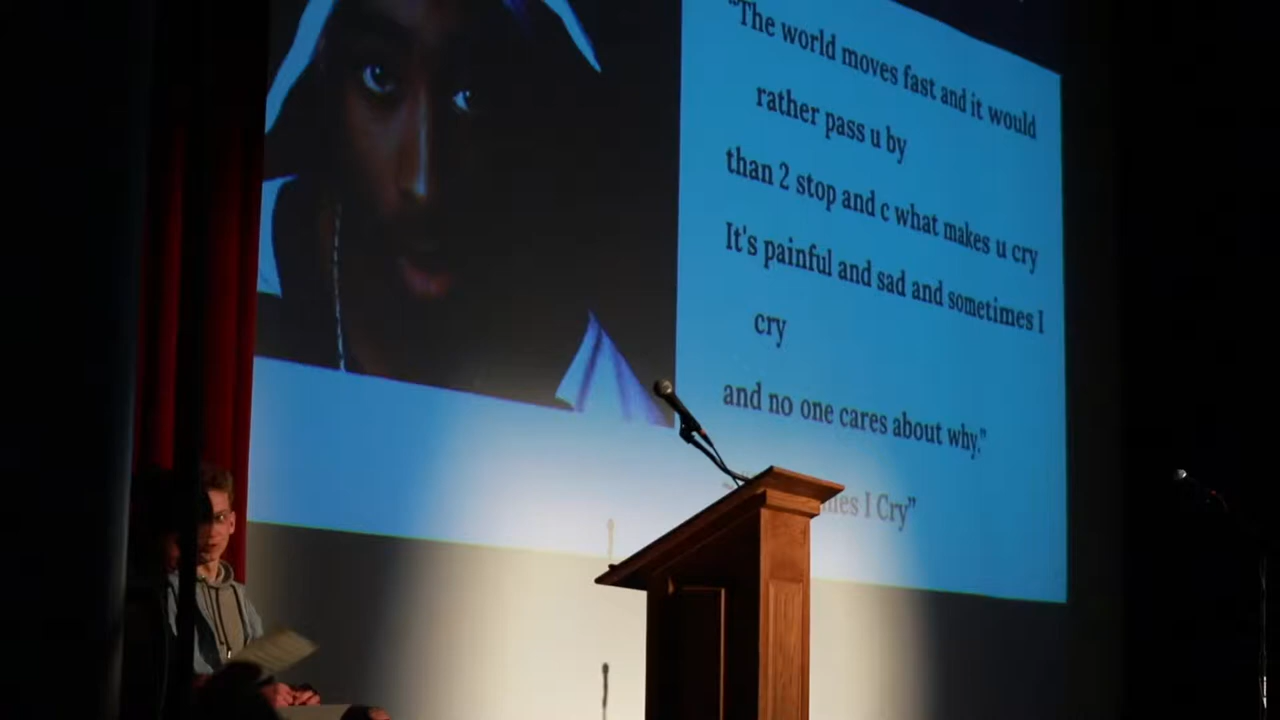 "The world moves fast and it would
rather pass u by
than 2 stop and c what makes u cry
It's painful and sad and sometimes I
cry
and no one cares about why."
I Cry"